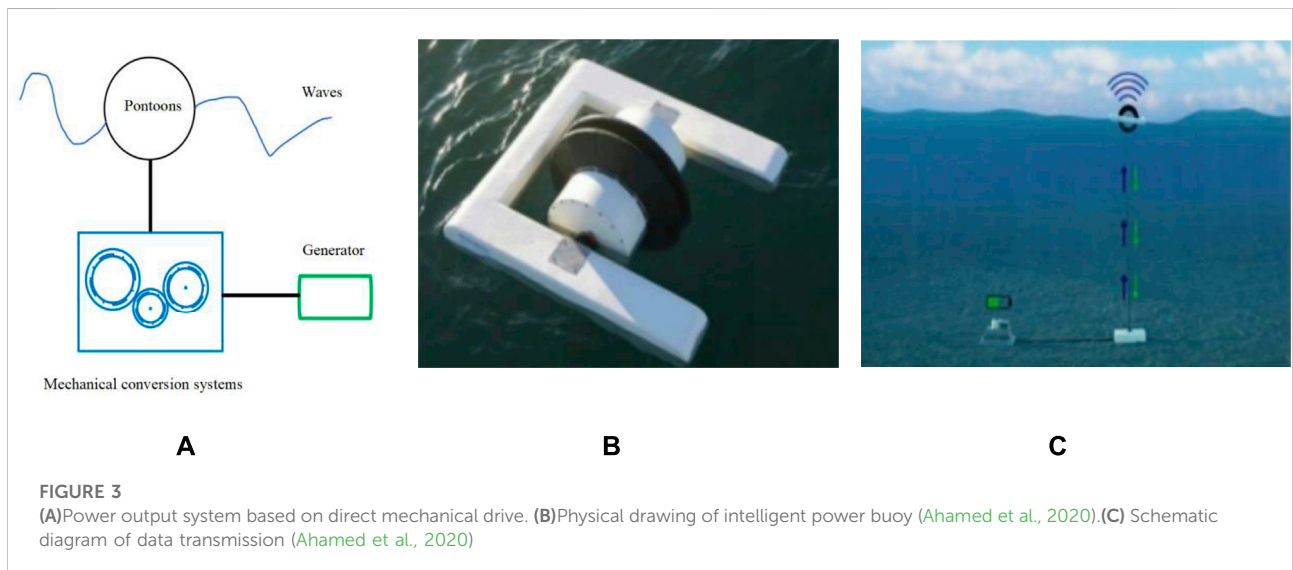 Pontoons
Waves
Generator
Mechanical conversion systems
A
B
C
FIGURE 3
(A)Power output system based on direct mechanical drive. (B)Physical drawing of intelligent power buoy (Ahamed et al., 2020).(C) Schematic
diagram of data transmission (Ahamed et al., 2020)